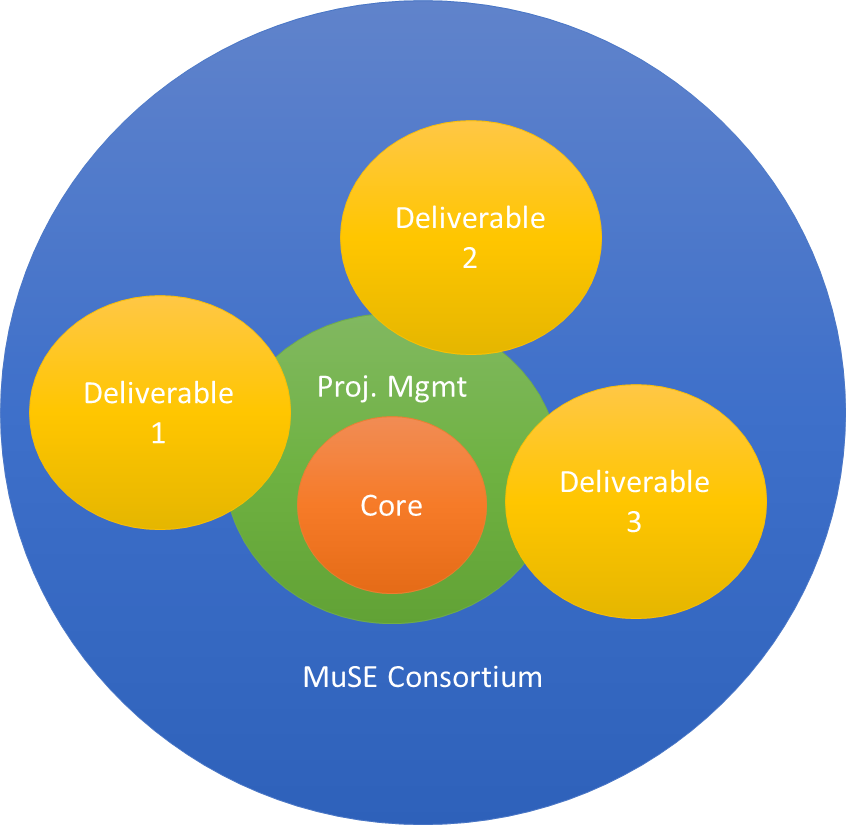 Deliverable
2
Proj. Mgmt
Deliverable
1
Core
Deliverable
3
MuSE Consortium